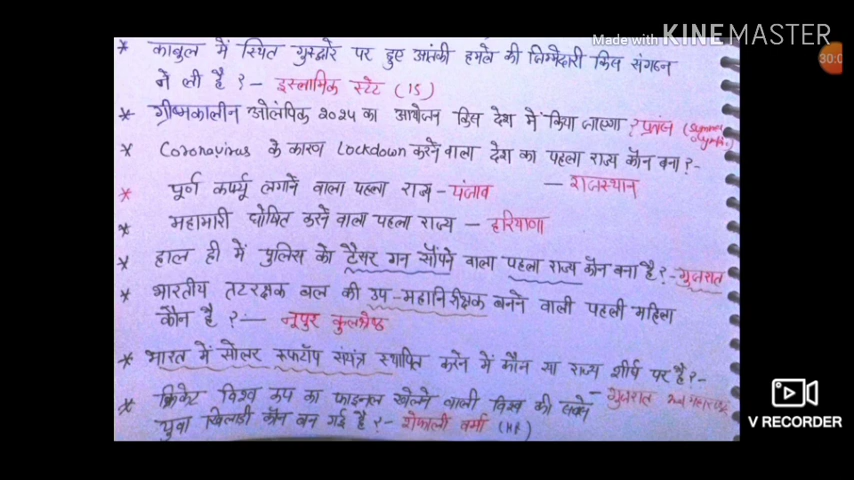 Made with KINEMASTER
30:0
* काबुल में स्थित गुरुद्वारे पर हुए आतंकी हमले की जिम्मेदारी किस संगठन
ने ली है ? - इस्लामिक स्टेट (IS)
* ग्रीष्मकालीन ओलंपिक 2024 का आयोजन किस देश में किया जाएगा ?
* Coronavirus के कारण Lockdown करने वाला देश का पहला राज्य कौन बना ? -
- राजस्थान
* पूर्ण कर्फ्यू लगाने वाला पहला राज्य - पंजाब
* महामारी घोषित करने वाला पहला राज्य - हरियाणा
* हाल ही में पुलिस को टैसर गन सौंपने वाला पहला राज्य कौन बना है ? - गुजरात
* भारतीय तटरक्षक बल की उप-महानिरीक्षक बनने वाली पहली महिला
कौन है ? - नूपुर कुलश्रेष्ठ
* भारत में सोलर रूफटॉप संयंत्र स्थापित करने में कौन सा राज्य शीर्ष पर है ? -
- गुजरात
* क्रिकेट विश्व कप का फाइनल खेलने वाली विश्व की सबसे
युवा खिलाडी कौन बन गई है ? - शेफाली वर्मा (HR)
V RECORDER